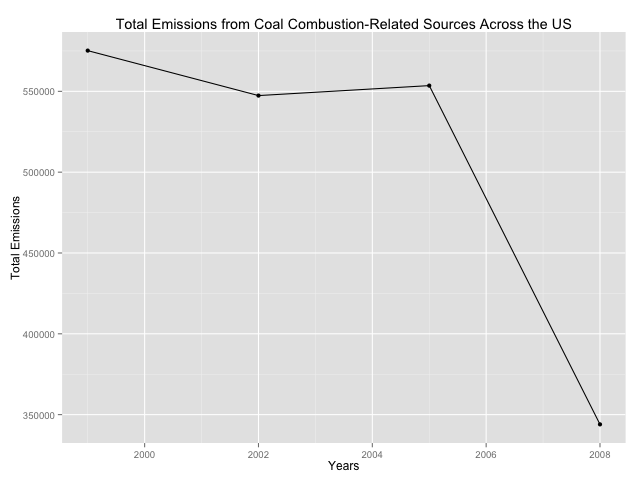 Total Emissions from Coal Combustion-Related Sources Across the US
Total Emissions
550000
500000
450000
400000
350000
2000 2002 2004 2006 2008
Years